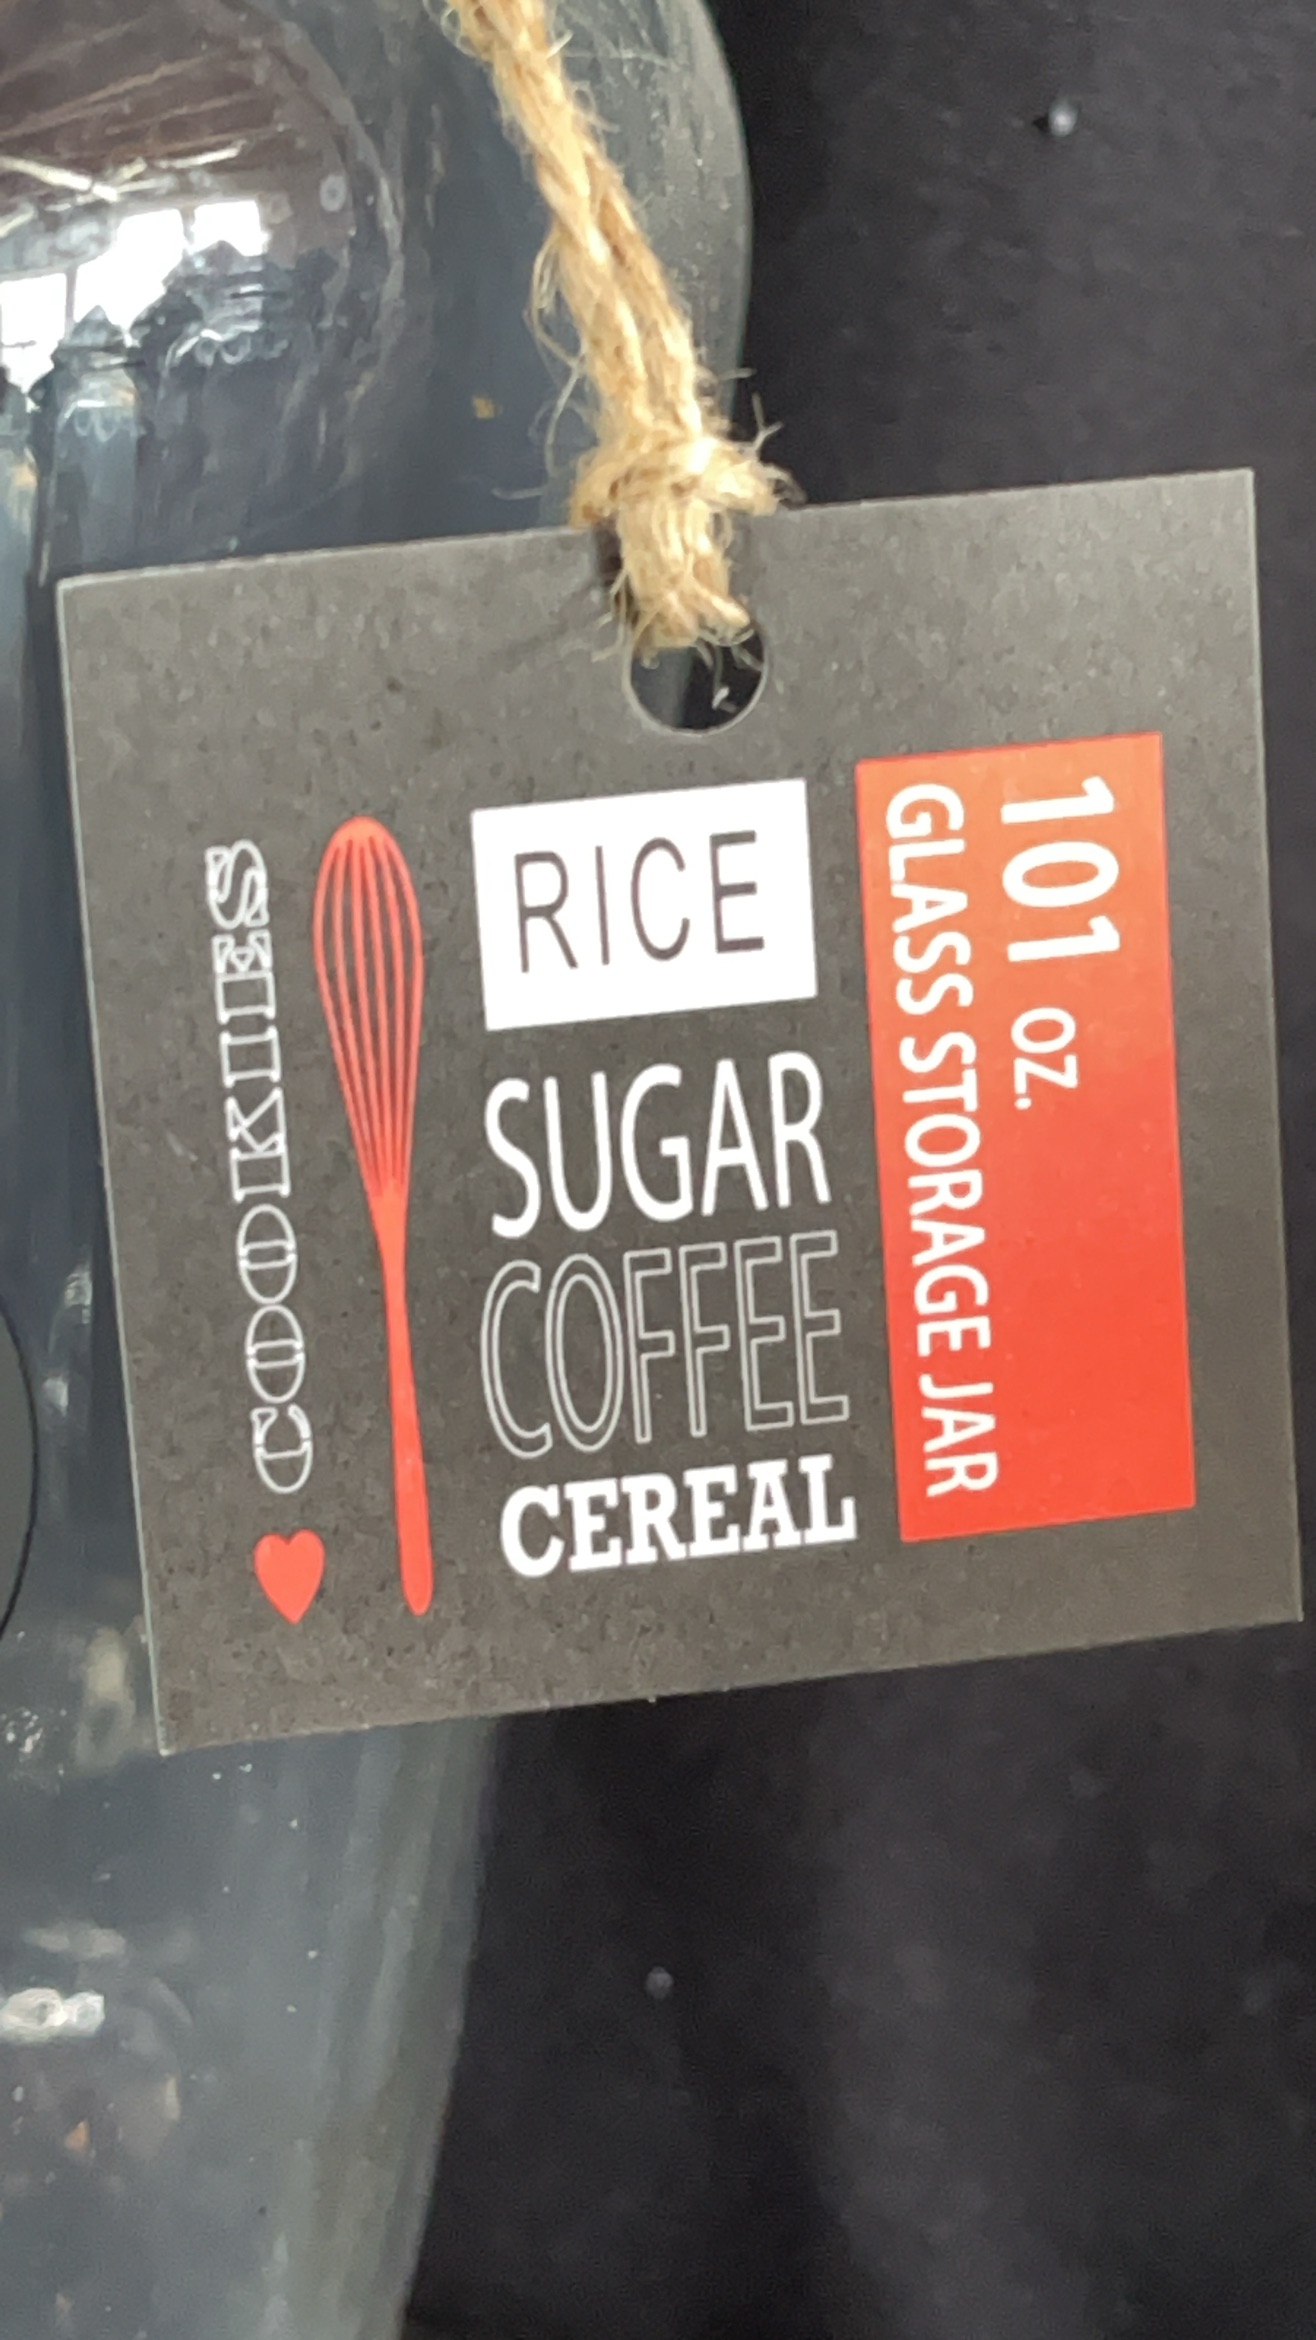 COOKIES
RICE
SUGAR
COFFEE
CEREAL
101 OZ.
GLASS STORAGE JAR